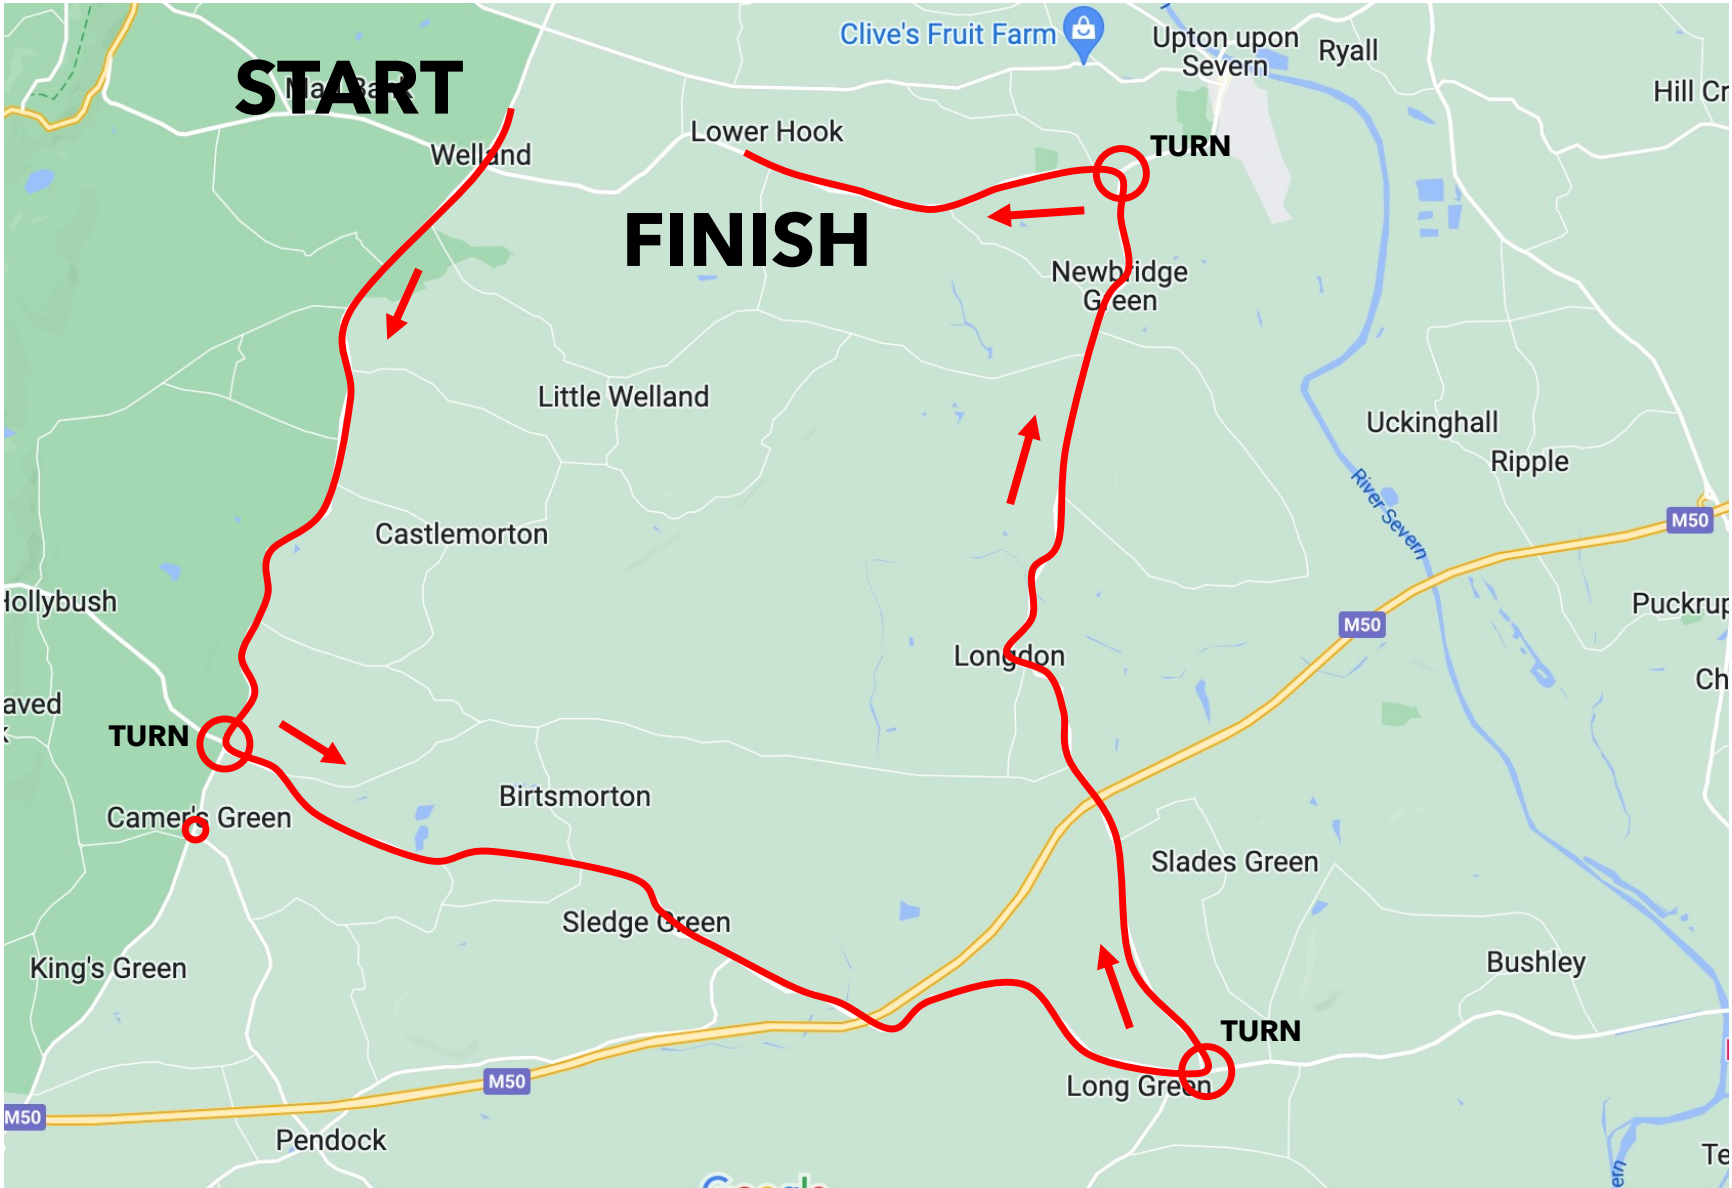 Clive's Fruit Farm
Upton upon
Severn
Ryall
START
Hill Cr
Lower Hook
TURN
Welland
FINISH
Newbridge
Green
Little Welland
Uckinghall
Ripple
River Severn
M50
Castlemorton
Hollybush
Puckrup
M50
Longdon
Ch
aved
k
TURN
Birtsmorton
Camer's Green
Slades Green
Sledge Green
King's Green
Bushley
TURN
M50
Long Green
M50
Pendock
Te
ern
Google